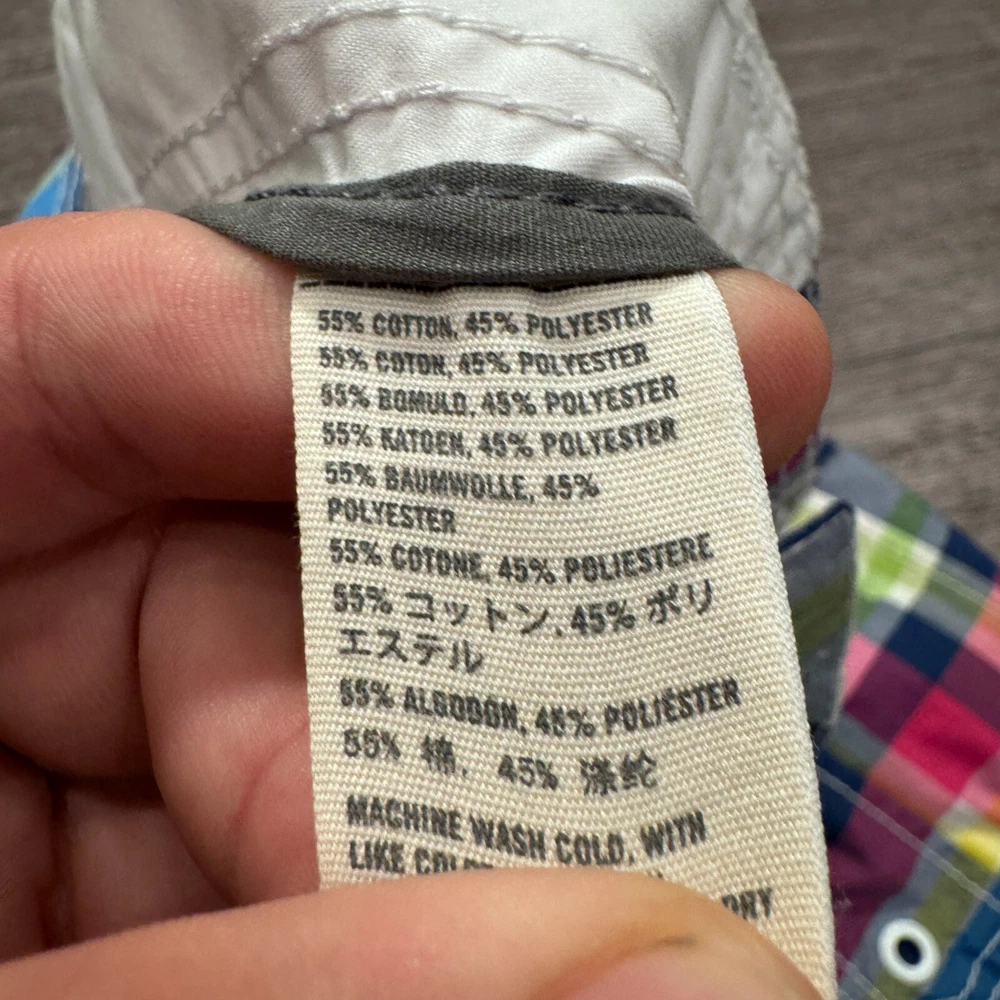 55% COTTON, 45% POLYESTER
55% COTON, 45% POLYESTER
55% BOMULD, 45% POLYESTER
55% KATOEN, 45% POLYESTER
55% BAUMWOLLE, 45%
POLYESTER
55% COTONE, 45% POLIESTERE
55% コットン, 45% ポリ
エステル
55% ALGODON, 45% POLIÉSTER
55% 棉, 45% 涤纶
MACHINE WASH COLD, WITH
LIKE
DRY